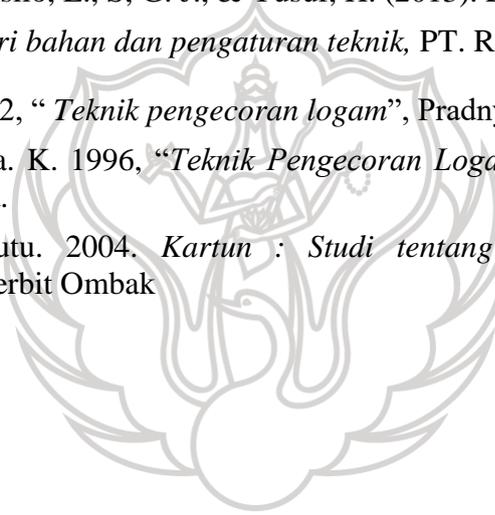 E., S, G. J., & Yusuf, R. (2013).
ri bahan dan pengaturan teknik, PT. R
2, “ Teknik pengecoran logam”, Pradny
a. K. 1996, “Teknik Pengecoran Loga
.
utu. 2004. Kartun : Studi tentang
erbit Ombak